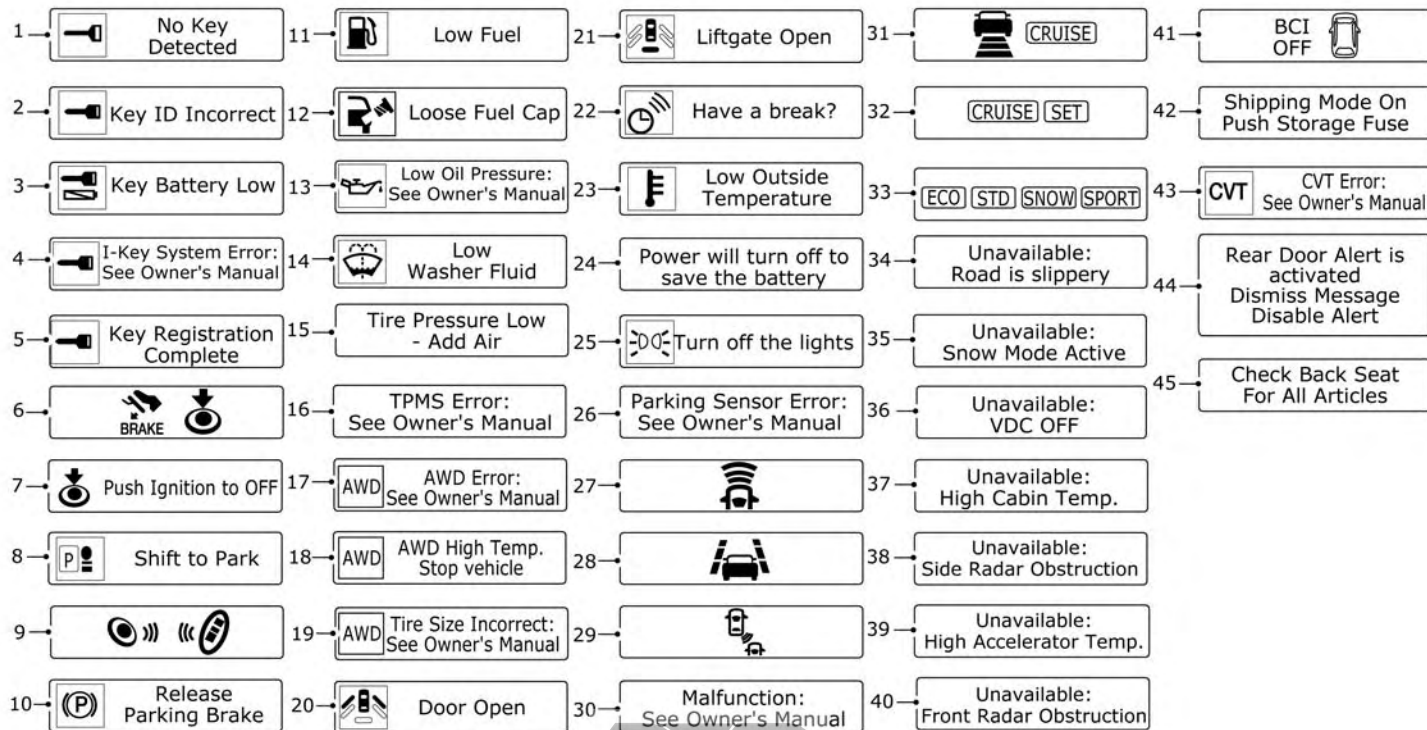 1 No Key
Detected
2 Key ID Incorrect
3 Key Battery Low
4 I-Key System Error:
See Owner's Manual
5 Key Registration
Complete
6 BRAKE
7 Push Ignition to OFF
8 P Shift to Park
9
10 P Release
Parking Brake
11 Low Fuel
12 Loose Fuel Cap
13 Low Oil Pressure:
See Owner's Manual
14 Low
Washer Fluid
15 Tire Pressure Low
- Add Air
16 TPMS Error:
See Owner's Manual
17 AWD AWD Error:
See Owner's Manual
18 AWD AWD High Temp.
Stop vehicle
19 AWD Tire Size Incorrect:
See Owner's Manual
20 Door Open
21 Liftgate Open
22 Have a break?
23 Low Outside
Temperature
24 Power will turn off to
save the battery
25 Turn off the lights
26 Parking Sensor Error:
See Owner's Manual
27
28
29
30 Malfunction:
See Owner's Manual
31 CRUISE
32 CRUISE SET
33 ECO STD SNOW SPORT
34 Unavailable:
Road is slippery
35 Unavailable:
Snow Mode Active
36 Unavailable:
VDC OFF
37 Unavailable:
High Cabin Temp.
38 Unavailable:
Side Radar Obstruction
39 Unavailable:
High Accelerator Temp.
40 Unavailable:
Front Radar Obstruction
41 BCI
OFF
42 Shipping Mode On
Push Storage Fuse
43 CVT CVT Error:
See Owner's Manual
44 Rear Door Alert is
activated
Dismiss Message
Disable Alert
45 Check Back Seat
For All Articles